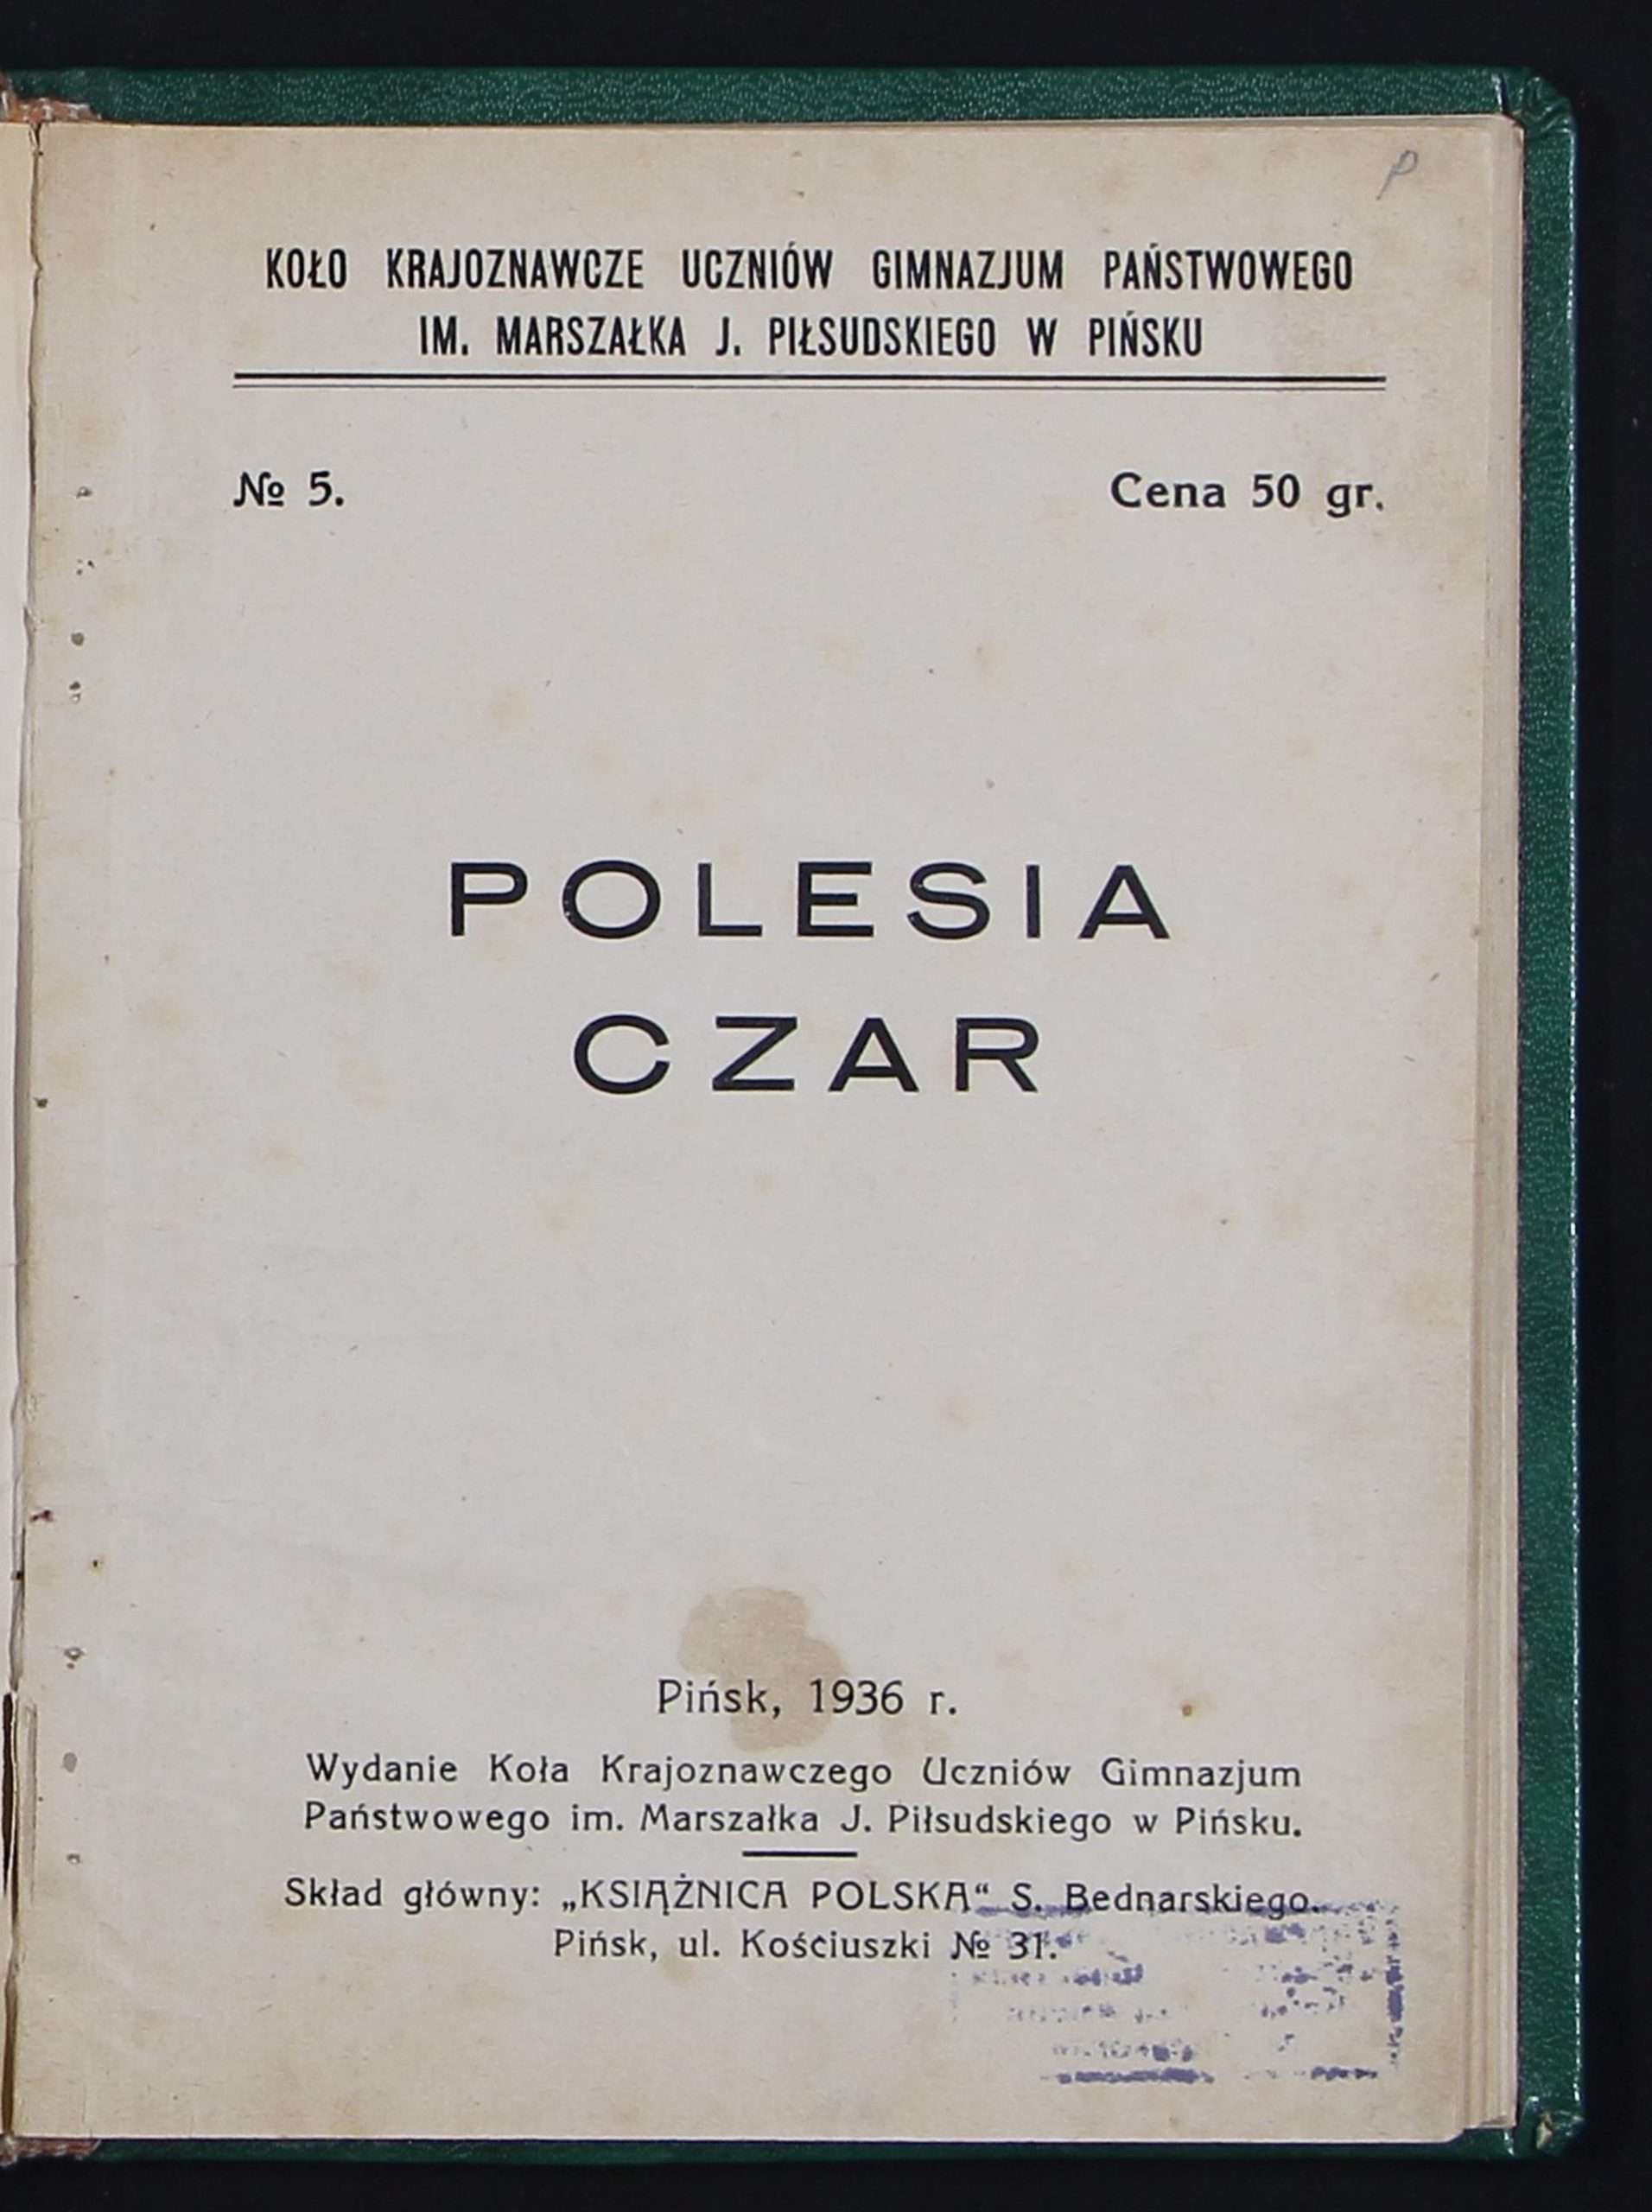 P
KOŁO KRAJOZNAWCZE UCZNIÓW GIMNAZJUM PAŃSTWOWEGO
IM. MARSZAŁKA J. PIŁSUDSKIEGO W PIŃSKU
№ 5.
Cena 50 gr.
POLESIA
CZAR
Pińsk, 1936 r.
Wydanie Koła Krajoznawczego Uczniów Gimnazjum
Państwowego im. Marszałka J. Piłsudskiego w Pińsku.
Skład główny: „KSIĄŻNICA POLSKA“ S. Bednarskiego.
Pińsk, ul. Kościuszki № 31.